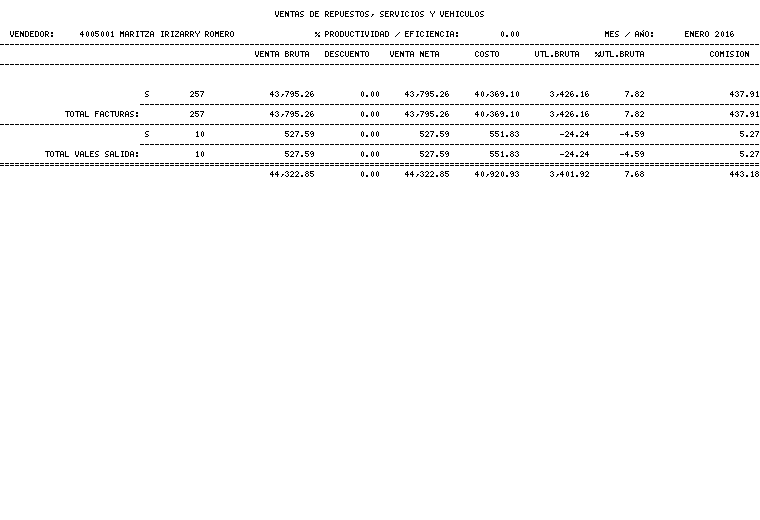 VENTAS DE REPUESTOS, SERVICIOS Y VEHICULOS
VENDEDOR: 4005001 MARITZA IRIZARRY ROMERO % PRODUCTIVIDAD / EFICIENCIA: 0.00 MES / AÑO: ENERO 2016
VENTA BRUTA DESCUENTO VENTA NETA COSTO UTL.BRUTA %UTL.BRUTA COMISION
S 257 43,795.26 0.00 43,795.26 40,369.10 3,426.16 7.82 437.91
TOTAL FACTURAS: 257 43,795.26 0.00 43,795.26 40,369.10 3,426.16 7.82 437.91
S 10 527.59 0.00 527.59 551.83 -24.24 -4.59 5.27
TOTAL VALES SALIDA: 10 527.59 0.00 527.59 551.83 -24.24 -4.59 5.27
44,322.85 0.00 44,322.85 40,920.93 3,401.92 7.68 443.18